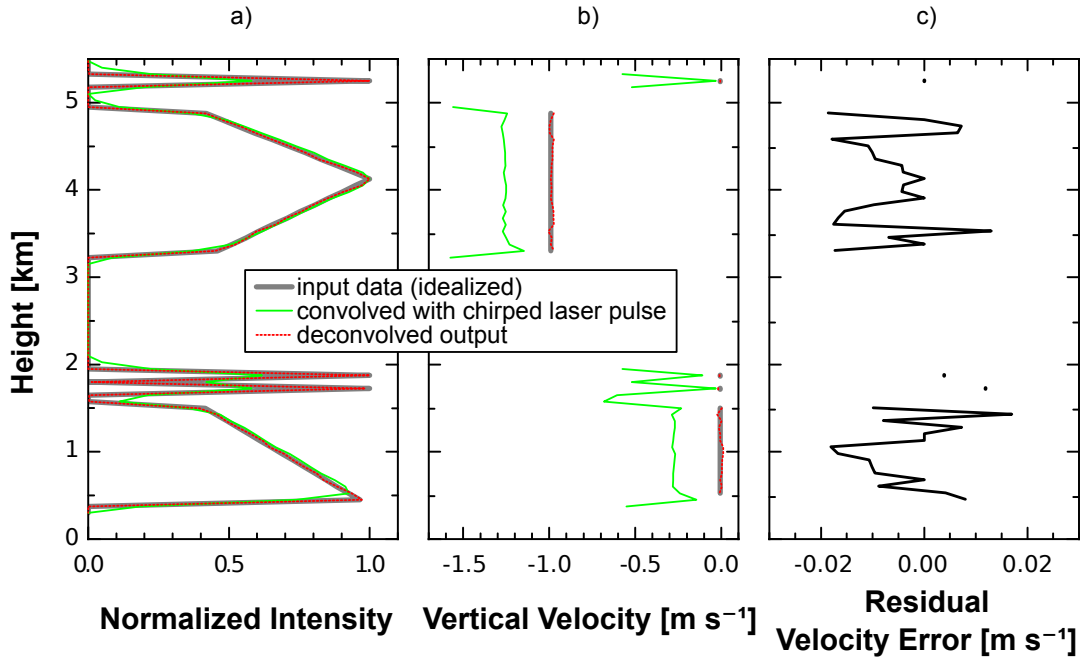 a)
b)
c)
5
4
3
2
1
0
Height [km]
input data (idealized)
convolved with chirped laser pulse
deconvolved output
0.0 0.5 1.0
-1.5 -1.0 -0.5 0.0
-0.02 0.00 0.02
Normalized Intensity
Vertical Velocity [m s⁻¹]
Residual
Velocity Error [m s⁻¹]